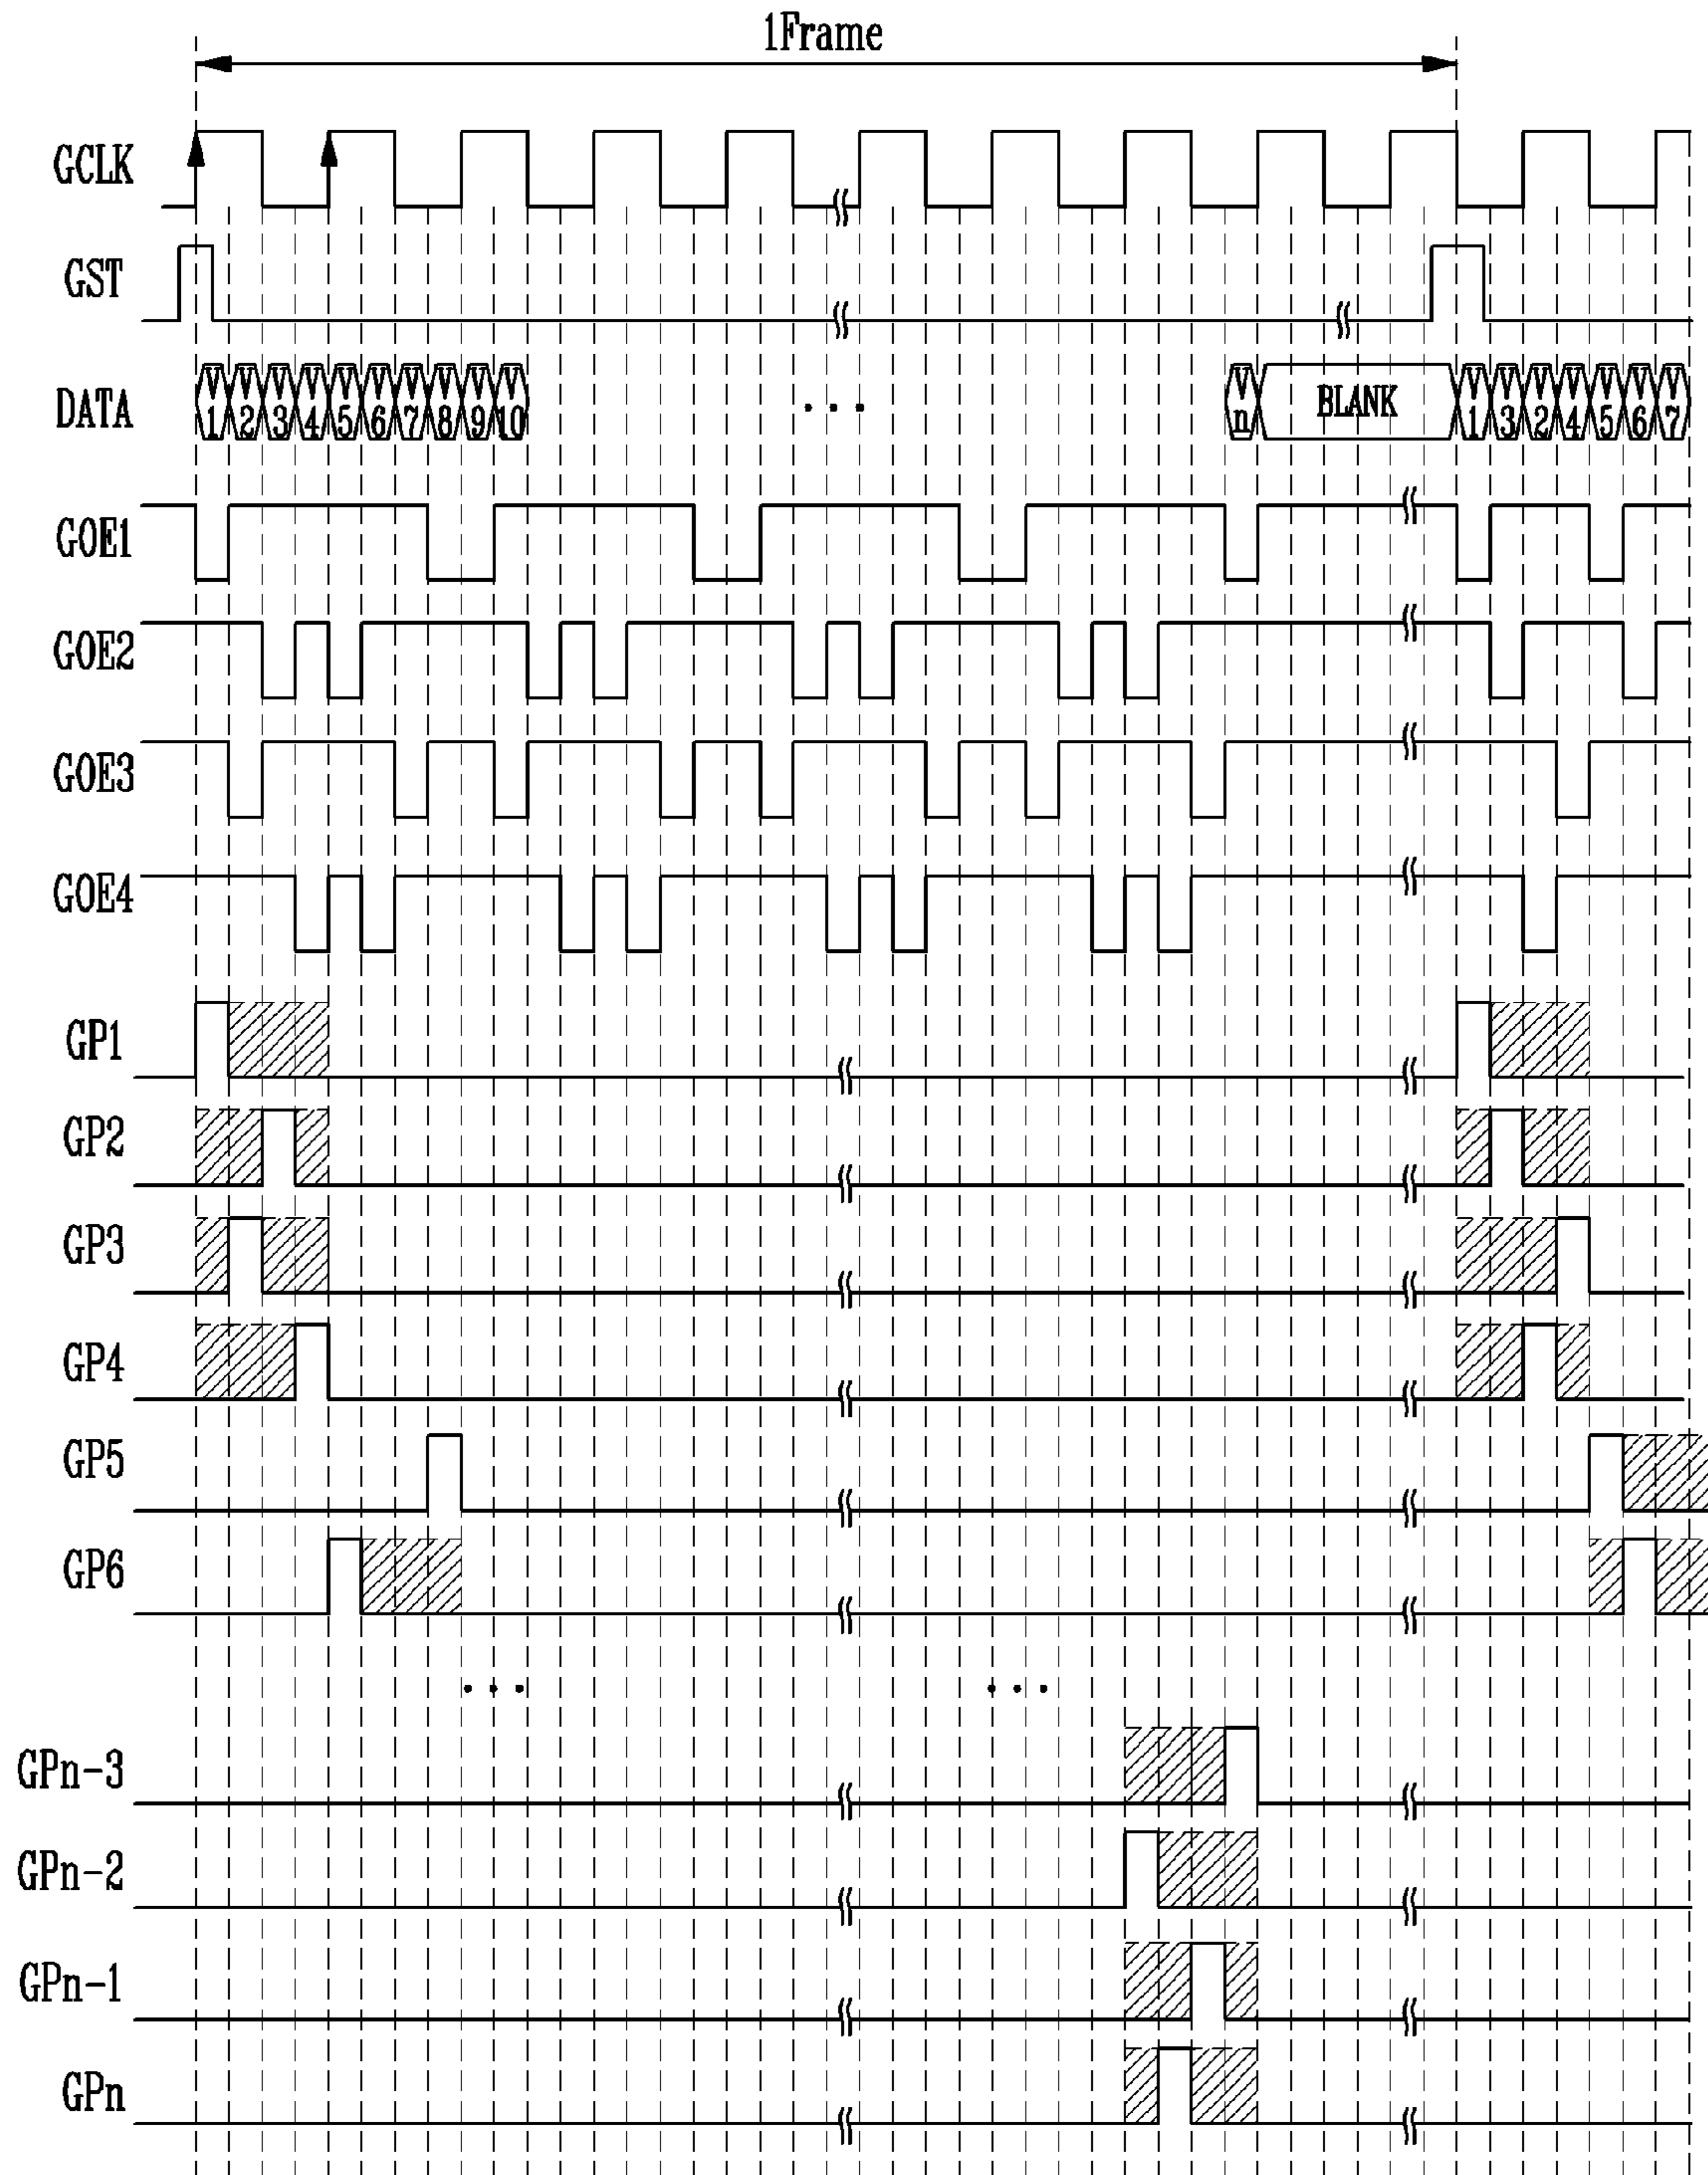 1Frame
GCLK
GST
DATA V1 V2 V3 V4 V5 V6 V7 V8 V9 V10 ... Vn BLANK V1 V3 V2 V4 V5 V6 V7
GOE1
GOE2
GOE3
GOE4
GP1
GP2
GP3
GP4
GP5
GP6
... ...
GPn-3
GPn-2
GPn-1
GPn